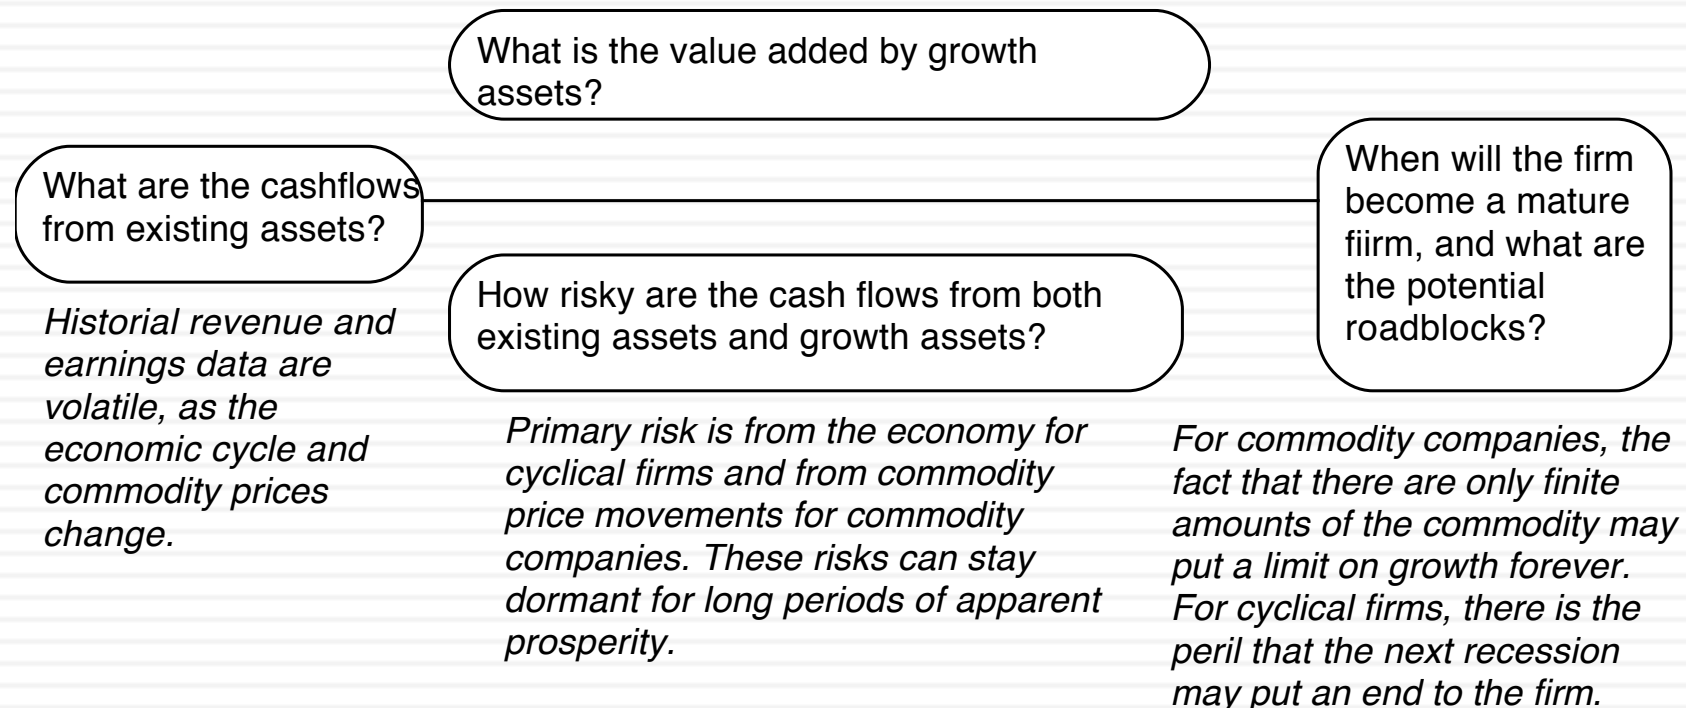 What is the value added by growth
assets?
What are the cashflows
from existing assets?
Historial revenue and
earnings data are
volatile, as the
economic cycle and
commodity prices
change.
How risky are the cash flows from both
existing assets and growth assets?
Primary risk is from the economy for
cyclical firms and from commodity
price movements for commodity
companies. These risks can stay
dormant for long periods of apparent
prosperity.
When will the firm
become a mature
fiirm, and what are
the potential
roadblocks?
For commodity companies, the
fact that there are only finite
amounts of the commodity may
put a limit on growth forever.
For cyclical firms, there is the
peril that the next recession
may put an end to the firm.